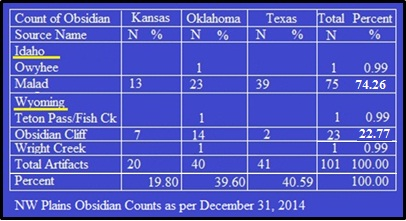 Count of Obsidian Kansas Oklahoma Texas Total Percent
Source Name N % N % N % N %
Idaho
Owyhee 1 1 0.99
Malad 13 23 39 75 74.26
Wyoming
Teton Pass/Fish Ck 1 1 0.99
Obsidian Cliff 7 14 2 23 22.77
Wright Creek 1 1 0.99
Total Artifacts 20 40 41 101 100.00
Percent 19.80 39.60 40.59 100.00
NW Plains Obsidian Counts as per December 31, 2014